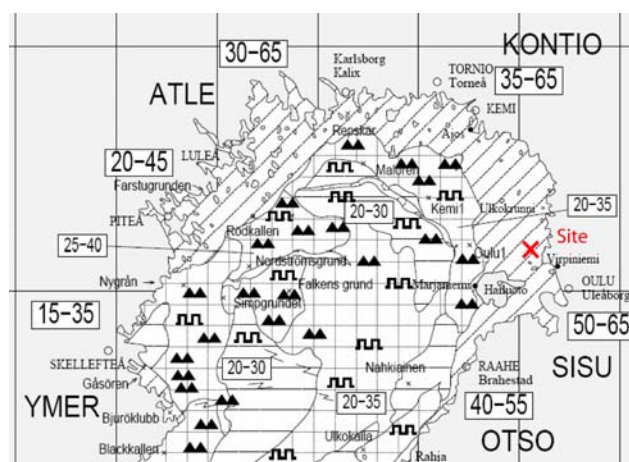 KONTIO
30-65
Karlsborg
Kalix
TORNIO
Torneå
35-65
ATLE
KEMI
Ajos
Renskär
LULEÅ
Malören
20-45
Farstugrunden
Kemi1
20-30
Ulkokrunni
20-35
PITEÅ
Rödkallen
Site
25-40
Nordströmsgrund
Oulu1
Virpiniemi
Nygrån
Falkens grund
Marjaniemi
Hailuoto
OULU
Uleåborg
Simpgrundet
15-35
50-65
SKELLEFTEÅ
Gåsören
20-30
Nahkiainen
RAAHE
Brahestad
SISU
YMER
20-35
40-55
Bjuröklubb
Ulkokalla
OTSO
Blackkallen
Rahja